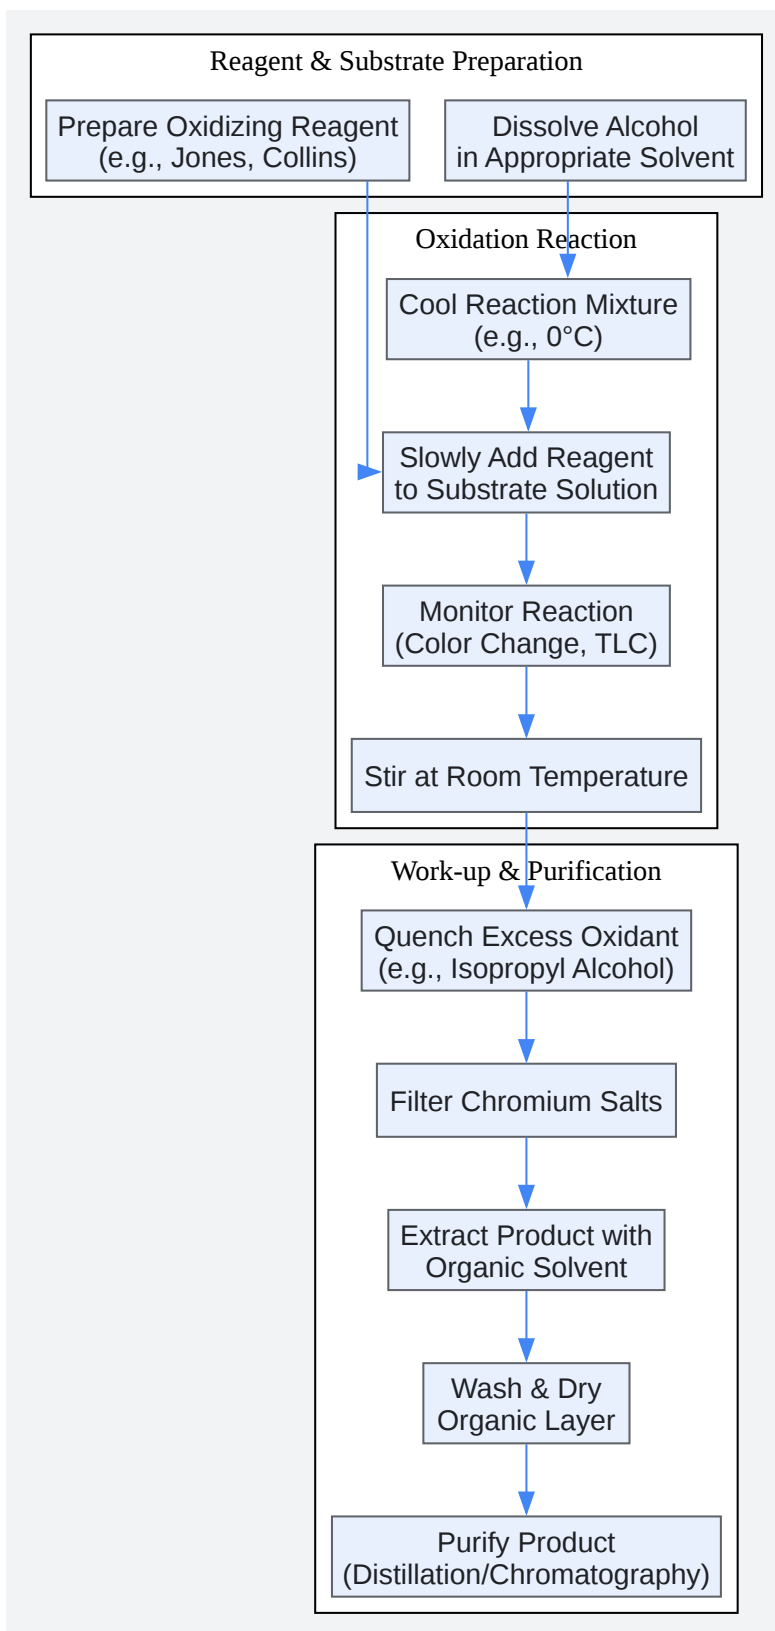 Reagent & Substrate Preparation
Prepare Oxidizing Reagent
(e.g., Jones, Collins)
Dissolve Alcohol
in Appropriate Solvent
Oxidation Reaction
Cool Reaction Mixture
(e.g., 0°C)
Slowly Add Reagent
to Substrate Solution
Monitor Reaction
(Color Change, TLC)
Stir at Room Temperature
Work-up & Purification
Quench Excess Oxidant
(e.g., Isopropyl Alcohol)
Filter Chromium Salts
Extract Product with
Organic Solvent
Wash & Dry
Organic Layer
Purify Product
(Distillation/Chromatography)